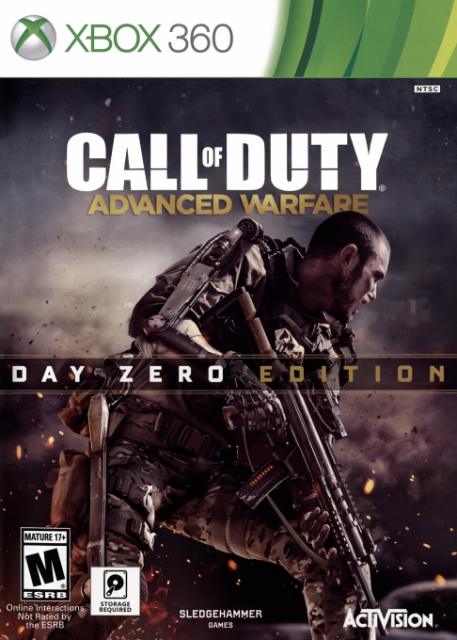 XBOX 360
NTSC
CALL OF DUTY®
ADVANCED WARFARE
DAY ZERO EDITION
MATURE 17+
M
®
ESRB
Online Interactions
Not Rated by
the ESRB
STORAGE
REQUIRED
SLEDGEHAMMER
GAMES
ACTIVISION